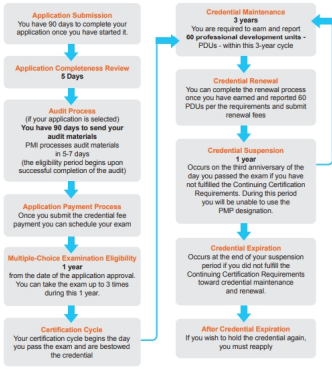 Application Submission
You have 90 days to complete your
application once you have started it.
Application Completeness Review
5 Days
Audit Process
(if your application is selected)
You have 90 days to send your
audit materials
PMI processes audit materials
in 5-7 days
(the eligibility period begins upon
successful completion of the audit)
Application Payment Process
Once you submit the credential fee
payment you can schedule your exam
Multiple-Choice Examination Eligibility
1 year
from the date of the application approval.
You can take the exam up to 3 times
during this 1 year.
Certification Cycle
Your certification cycle begins the day
you pass the exam and are bestowed
the credential
Credential Maintenance
3 years
You are required to earn and report
60 professional development units -
PDUs - within this 3-year cycle
Credential Renewal
You can complete the renewal process
once you have earned and reported 60
PDUs per the requirements and submit
renewal fees
Credential Suspension
1 year
Occurs on the third anniversary of the
day you passed the exam if you have
not fulfilled the Continuing Certification
Requirements. During this period
you will be unable to use the
PMP designation.
Credential Expiration
Occurs at the end of your suspension
period if you did not fulfill the
Continuing Certification Requirements
toward credential maintenance
and renewal.
After Credential Expiration
If you wish to hold the credential again,
you must reapply